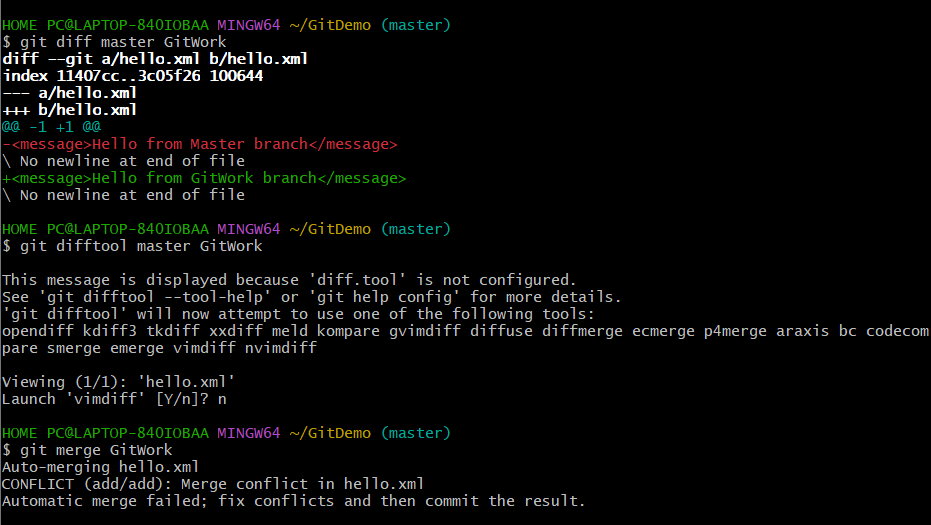 HOME PC@LAPTOP-84OIOBAA MINGW64 ~/GitDemo (master)
$ git diff master GitWork
diff --git a/hello.xml b/hello.xml
index 11407cc..3c05f26 100644
--- a/hello.xml
+++ b/hello.xml
@@ -1 +1 @@
-<message>Hello from Master branch</message>
\ No newline at end of file
+<message>Hello from GitWork branch</message>
\ No newline at end of file
HOME PC@LAPTOP-84OIOBAA MINGW64 ~/GitDemo (master)
$ git difftool master GitWork
This message is displayed because 'diff.tool' is not configured.
See 'git difftool --tool-help' or 'git help config' for more details.
'git difftool' will now attempt to use one of the following tools:
opendiff kdiff3 tkdiff xxdiff meld kompare gvimdiff diffuse diffmerge ecmerge p4merge araxis bc codecom
pare smerge emerge vimdiff nvimdiff
Viewing (1/1): 'hello.xml'
Launch 'vimdiff' [Y/n]? n
HOME PC@LAPTOP-84OIOBAA MINGW64 ~/GitDemo (master)
$ git merge GitWork
Auto-merging hello.xml
CONFLICT (add/add): Merge conflict in hello.xml
Automatic merge failed; fix conflicts and then commit the result.